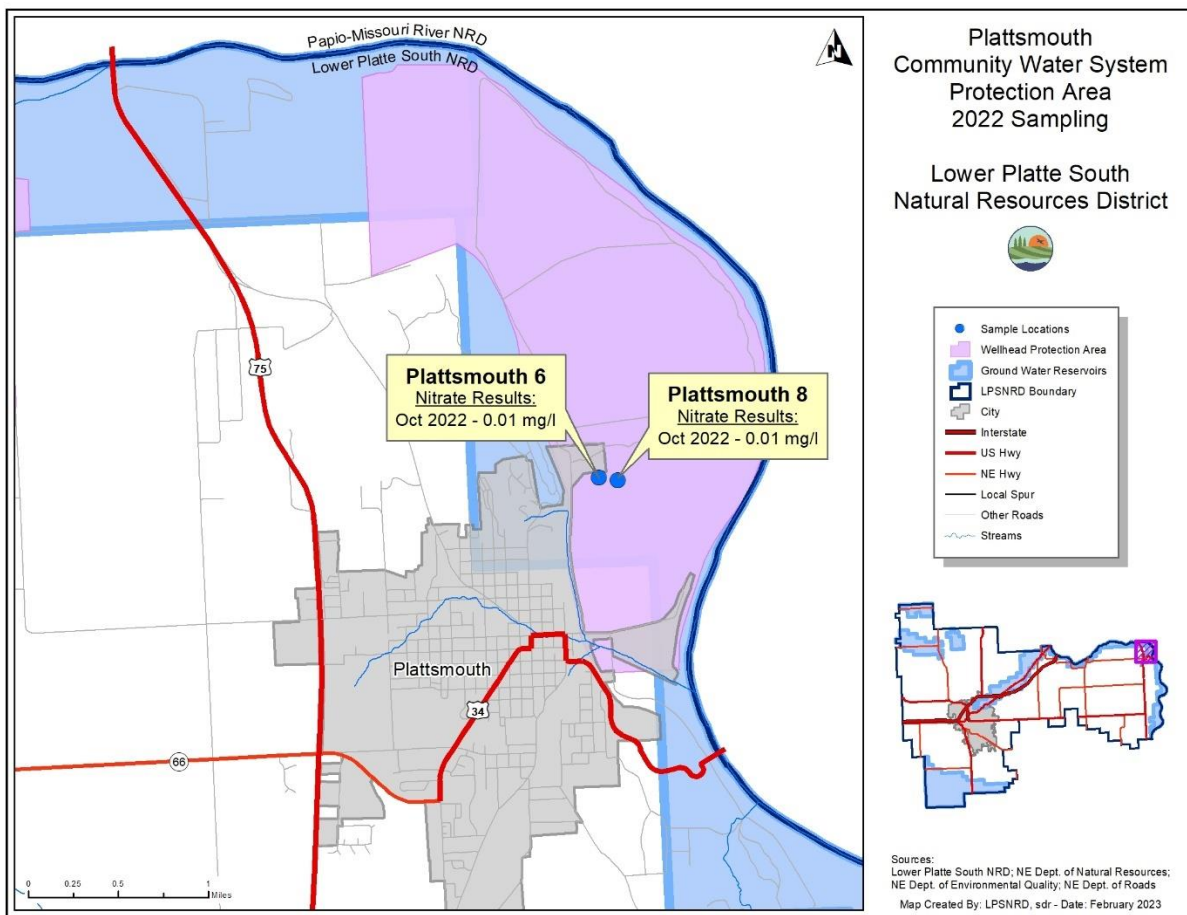 Papio-Missouri River NRD
Lower Platte South NRD
N
75
Plattsmouth 6
Nitrate Results:
Oct 2022 - 0.01 mg/l
Plattsmouth 8
Nitrate Results:
Oct 2022 - 0.01 mg/l
Plattsmouth
34
66
0 0.25 0.5 1
Miles
Plattsmouth
Community Water System
Protection Area
2022 Sampling
Lower Platte South
Natural Resources District
Sample Locations
Wellhead Protection Area
Ground Water Reservoirs
LPSNRD Boundary
City
Interstate
US Hwy
NE Hwy
Local Spur
Other Roads
Streams
Sources:
Lower Platte South NRD; NE Dept. of Natural Resources;
NE Dept. of Environmental Quality; NE Dept. of Roads
Map Created By: LPSNRD, sdr - Date: February 2023